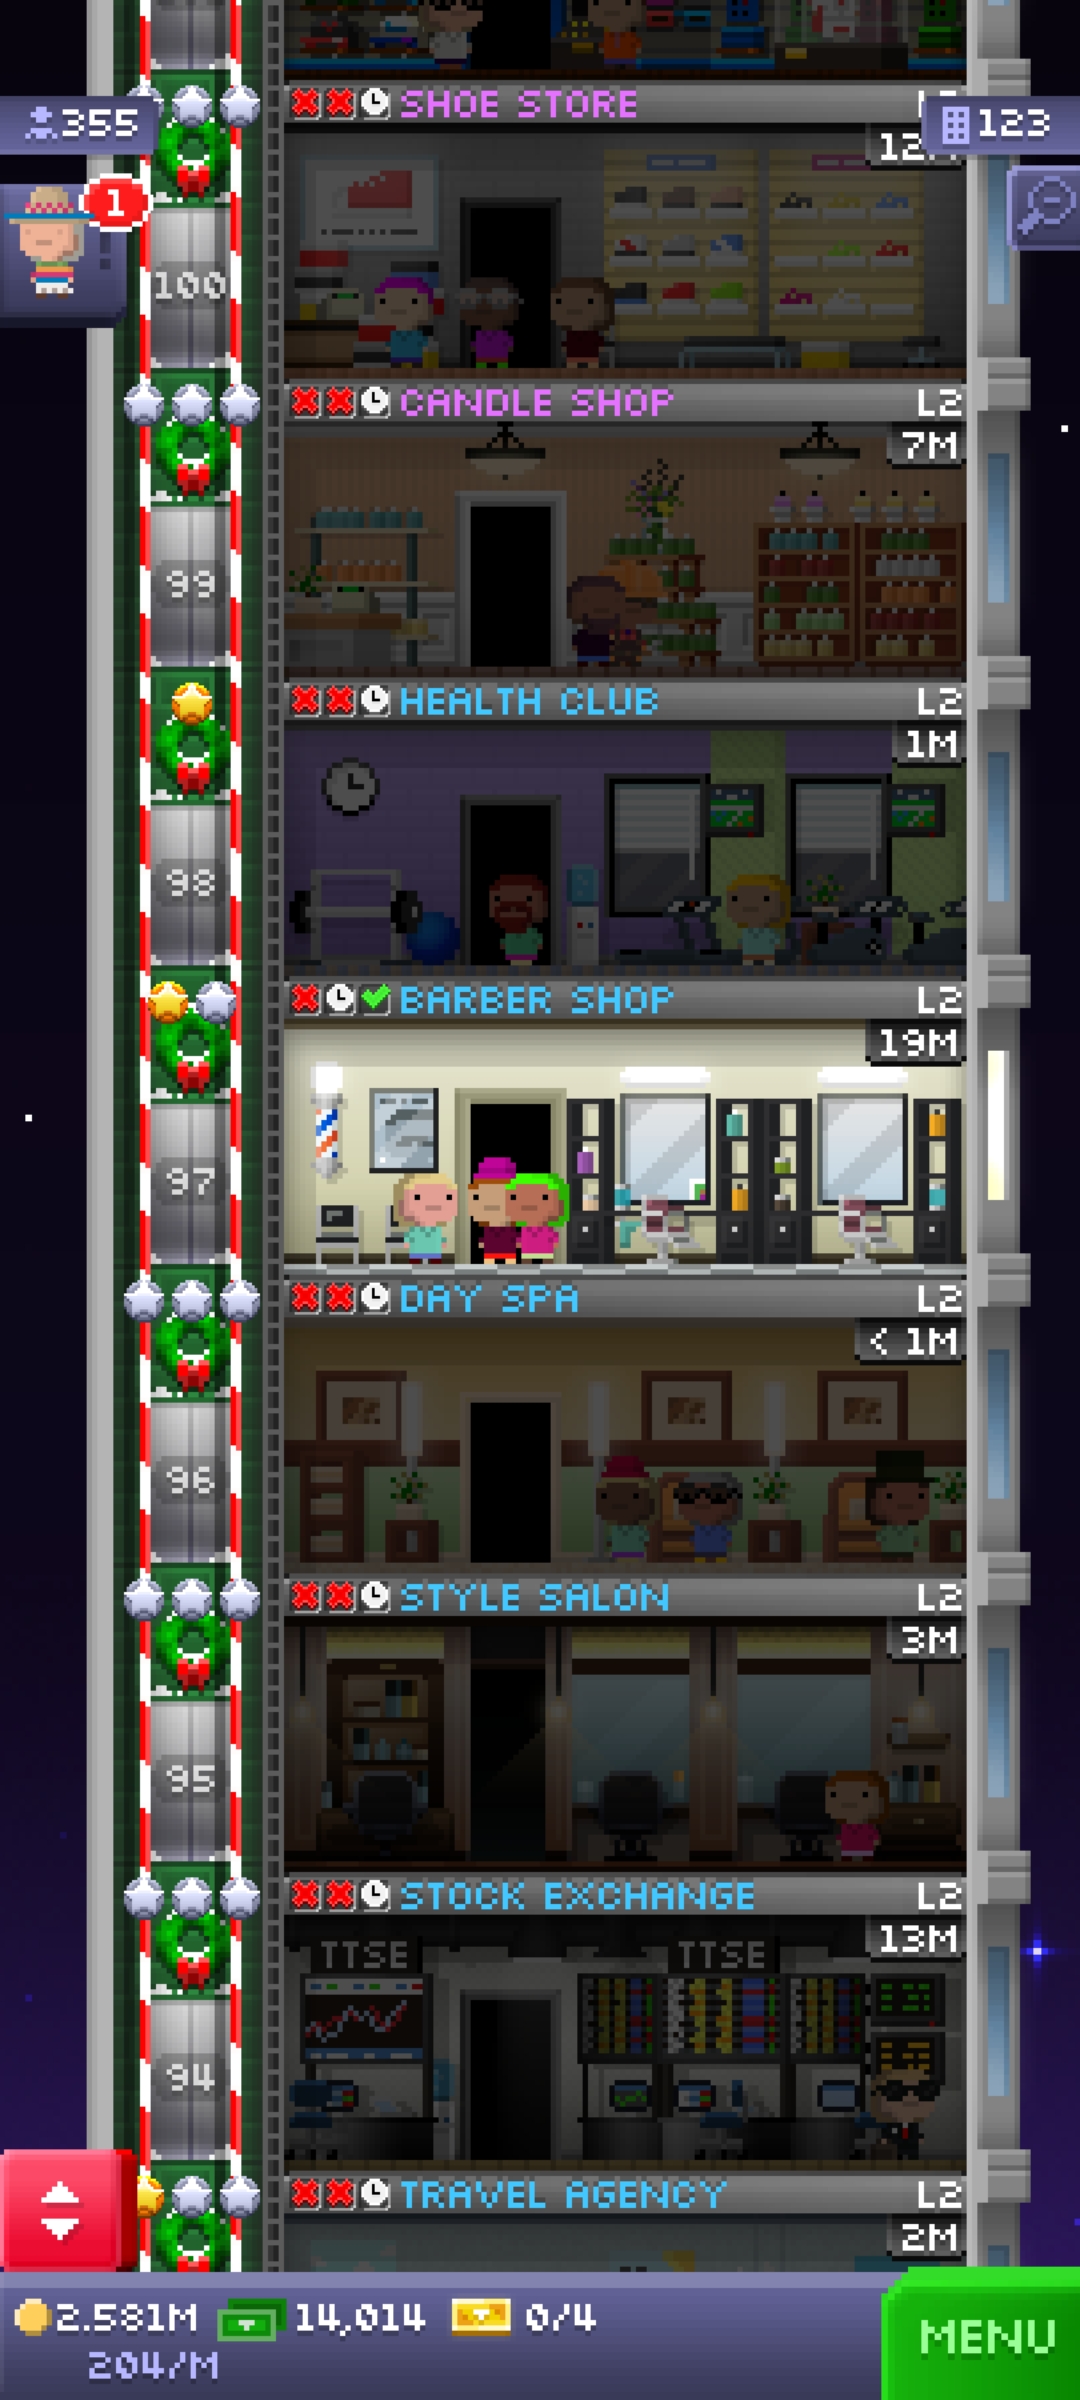 SHOE STORE
355
123
1
100
CANDLE SHOP L2
7M
99
HEALTH CLUB L2
1M
98
BARBER SHOP L2
19M
97
DAY SPA L2
< 1M
96
STYLE SALON L2
3M
95
STOCK EXCHANGE L2
13M
TTSE TTSE
94
TRAVEL AGENCY L2
2M
2.581M 14,014 0/4
204/M
MENU